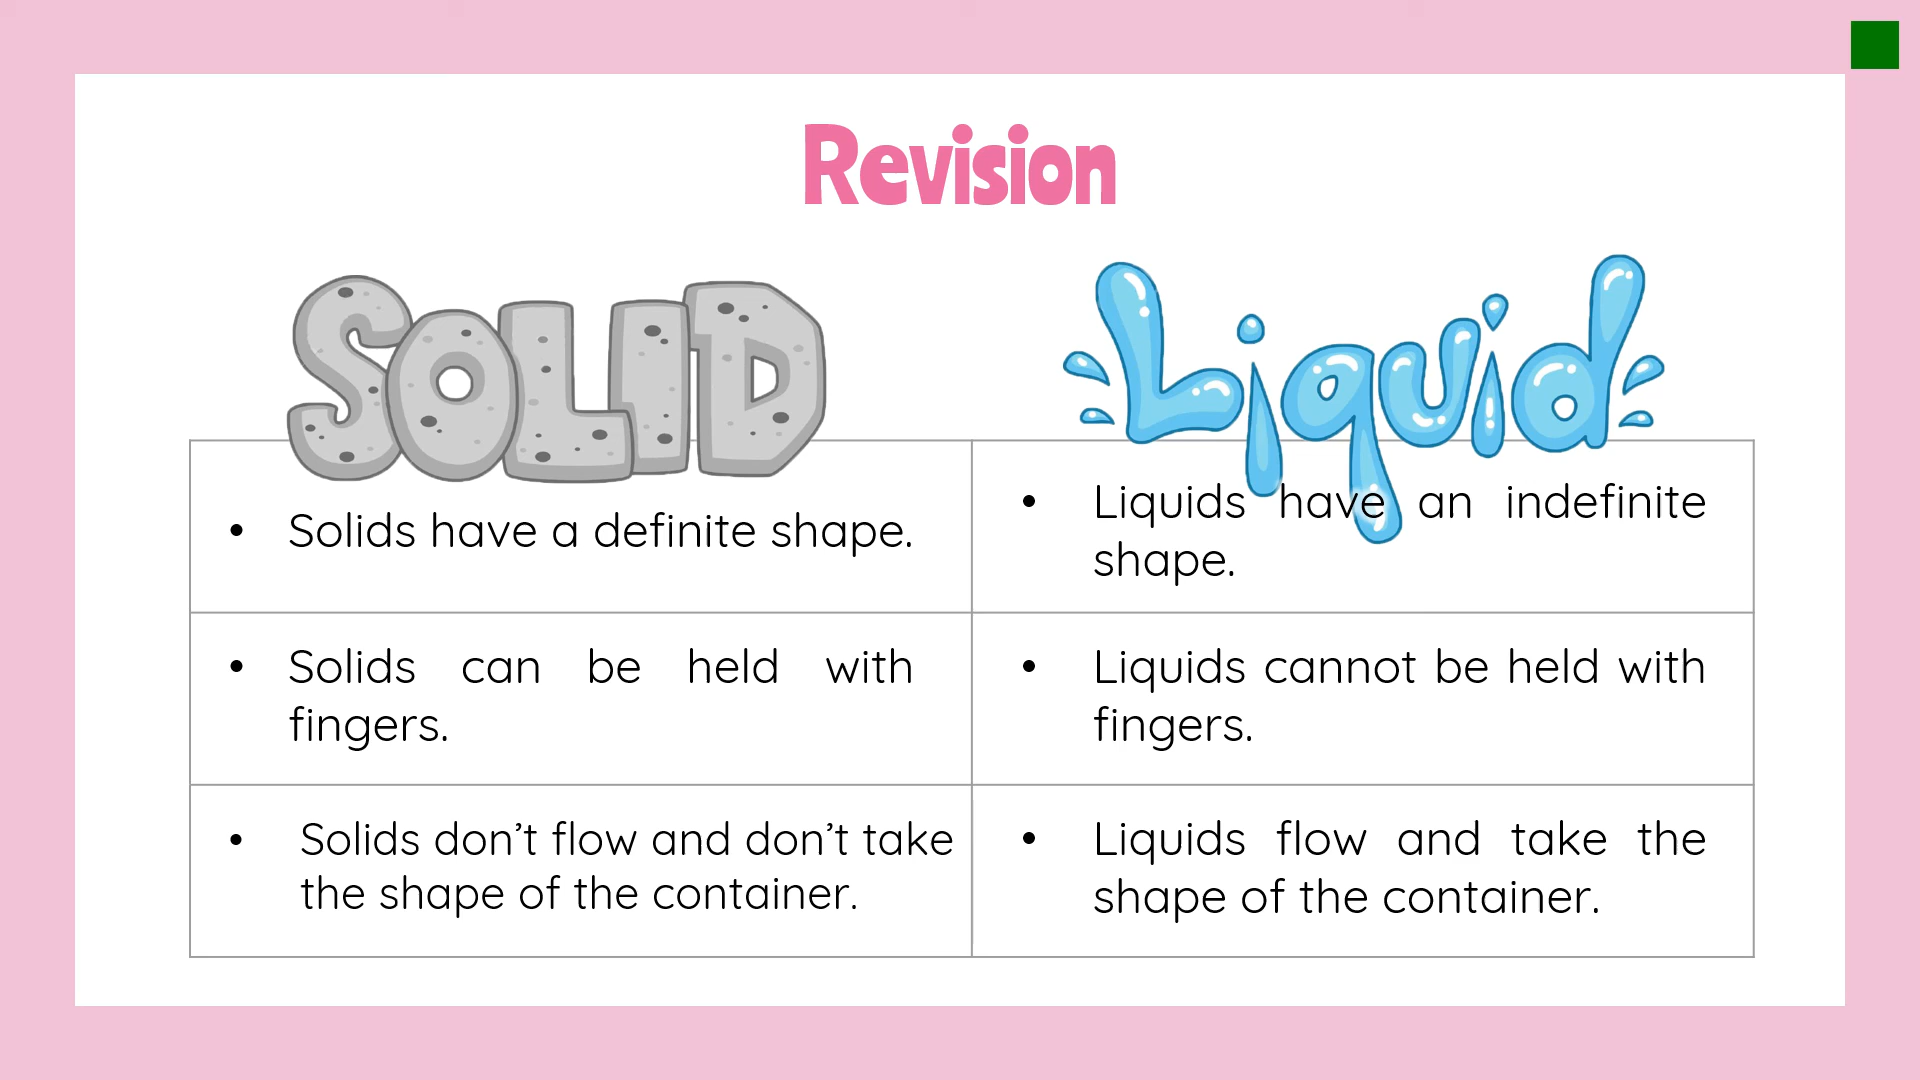 Revision
SOLID
Liquid
• Solids have a definite shape.
• Liquids have an indefinite
shape.
• Solids can be held with
fingers.
• Liquids cannot be held with
fingers.
• Solids don’t flow and don’t take
the shape of the container.
• Liquids flow and take the
shape of the container.